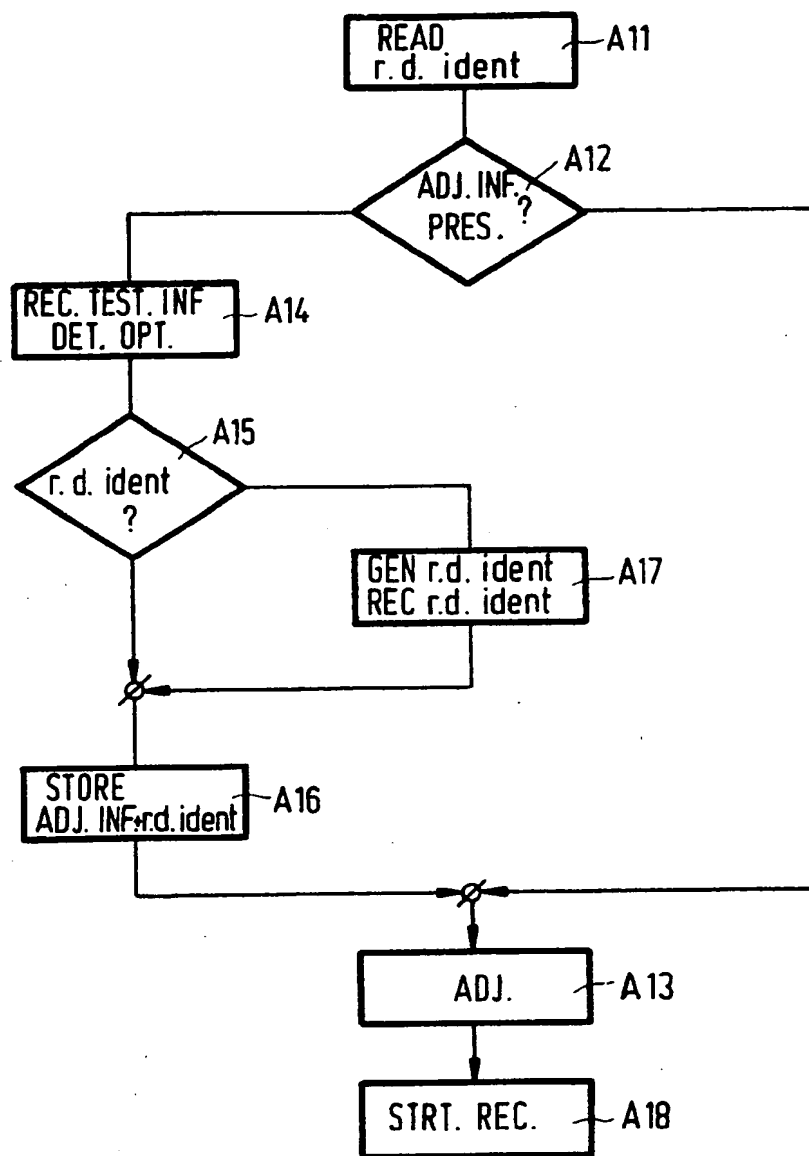 READ
r. d. ident
A11
ADJ. INF.
PRES. ?
A12
REC. TEST. INF
DET. OPT.
A14
r. d. ident
?
A15
GEN r.d. ident
REC r.d. ident
A17
STORE
ADJ. INF.+r.d. ident
A16
ADJ.
A13
STRT. REC.
A18